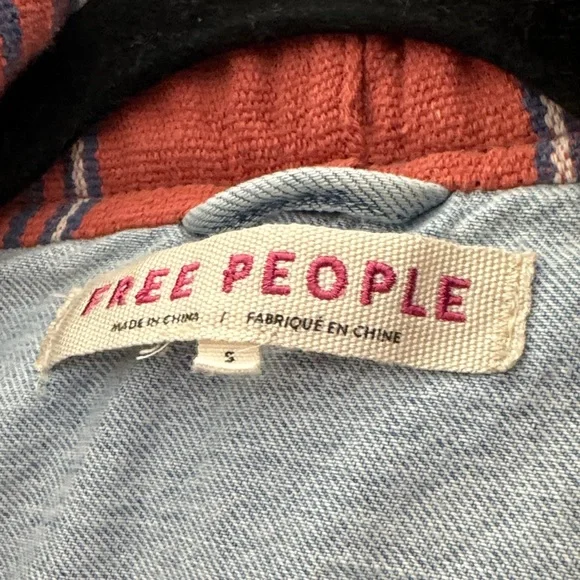 FREE PEOPLE
MADE IN CHINA / FABRIQUÉ EN CHINE
S